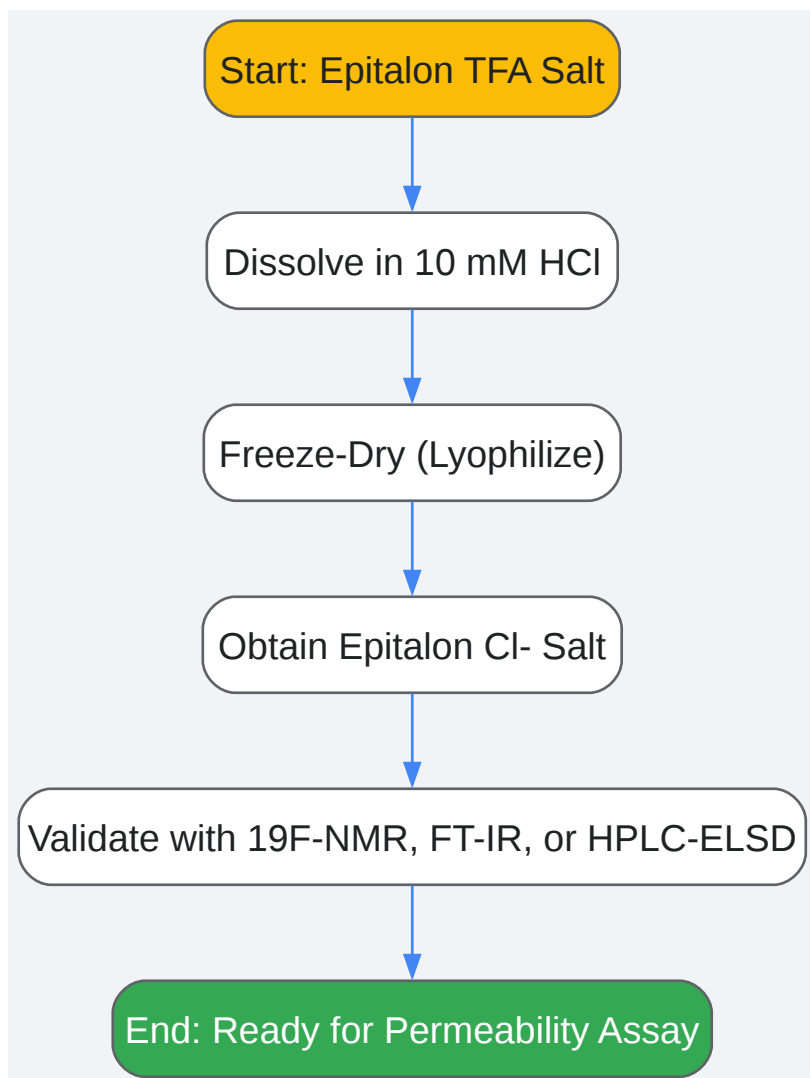 Start: Epitalon TFA Salt
Dissolve in 10 mM HCl
Freeze-Dry (Lyophilize)
Obtain Epitalon Cl- Salt
Validate with 19F-NMR, FT-IR, or HPLC-ELSD
End: Ready for Permeability Assay